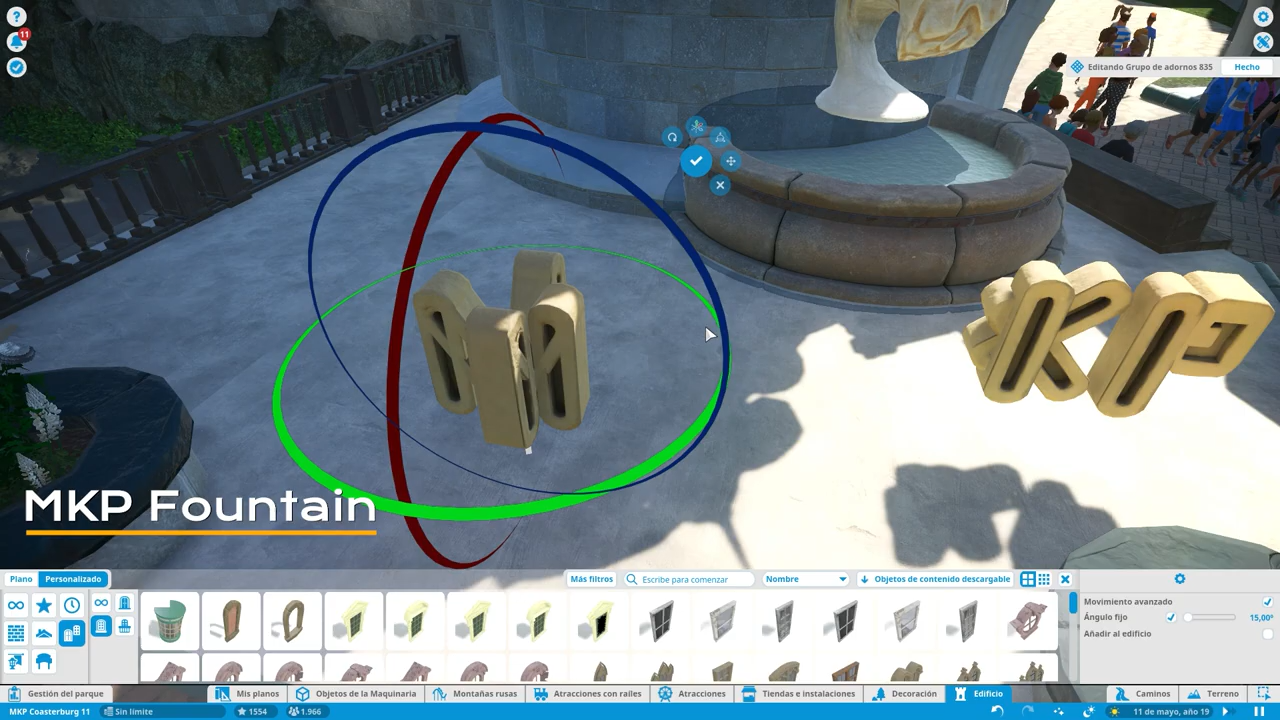 11
Editando Grupo de adornos 835
Hecho
MKP
MKP Fountain
Plano
Personalizado
Más filtros
Escribe para comenzar
Nombre
Objetos de contenido descargable
Movimiento avanzado
Ángulo fijo
15,00°
Añadir al edificio
Gestión del parque
Mis planos
Objetos de la Maquinaria
Montañas rusas
Atracciones con raíles
Atracciones
Tiendas e instalaciones
Decoración
Edificio
Caminos
Terreno
MKP Coasterburg 11
Sin límite
1554
1.966
11 de mayo, año 19